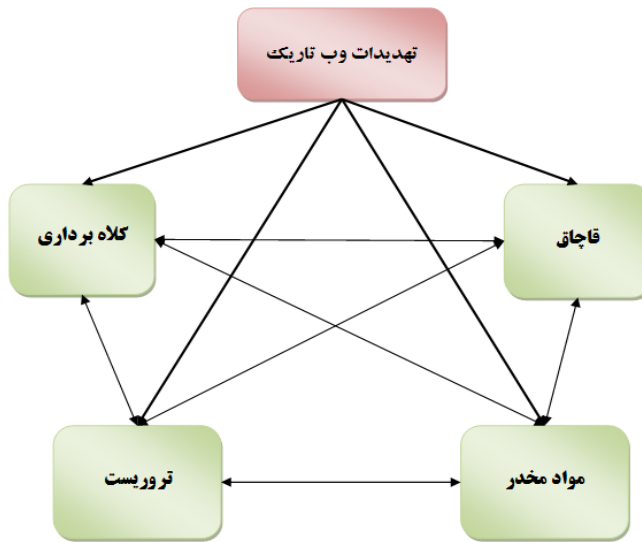 تهدیدات وب تاریک
قاچاق
کلاه برداری
مواد مخدر
تروریست